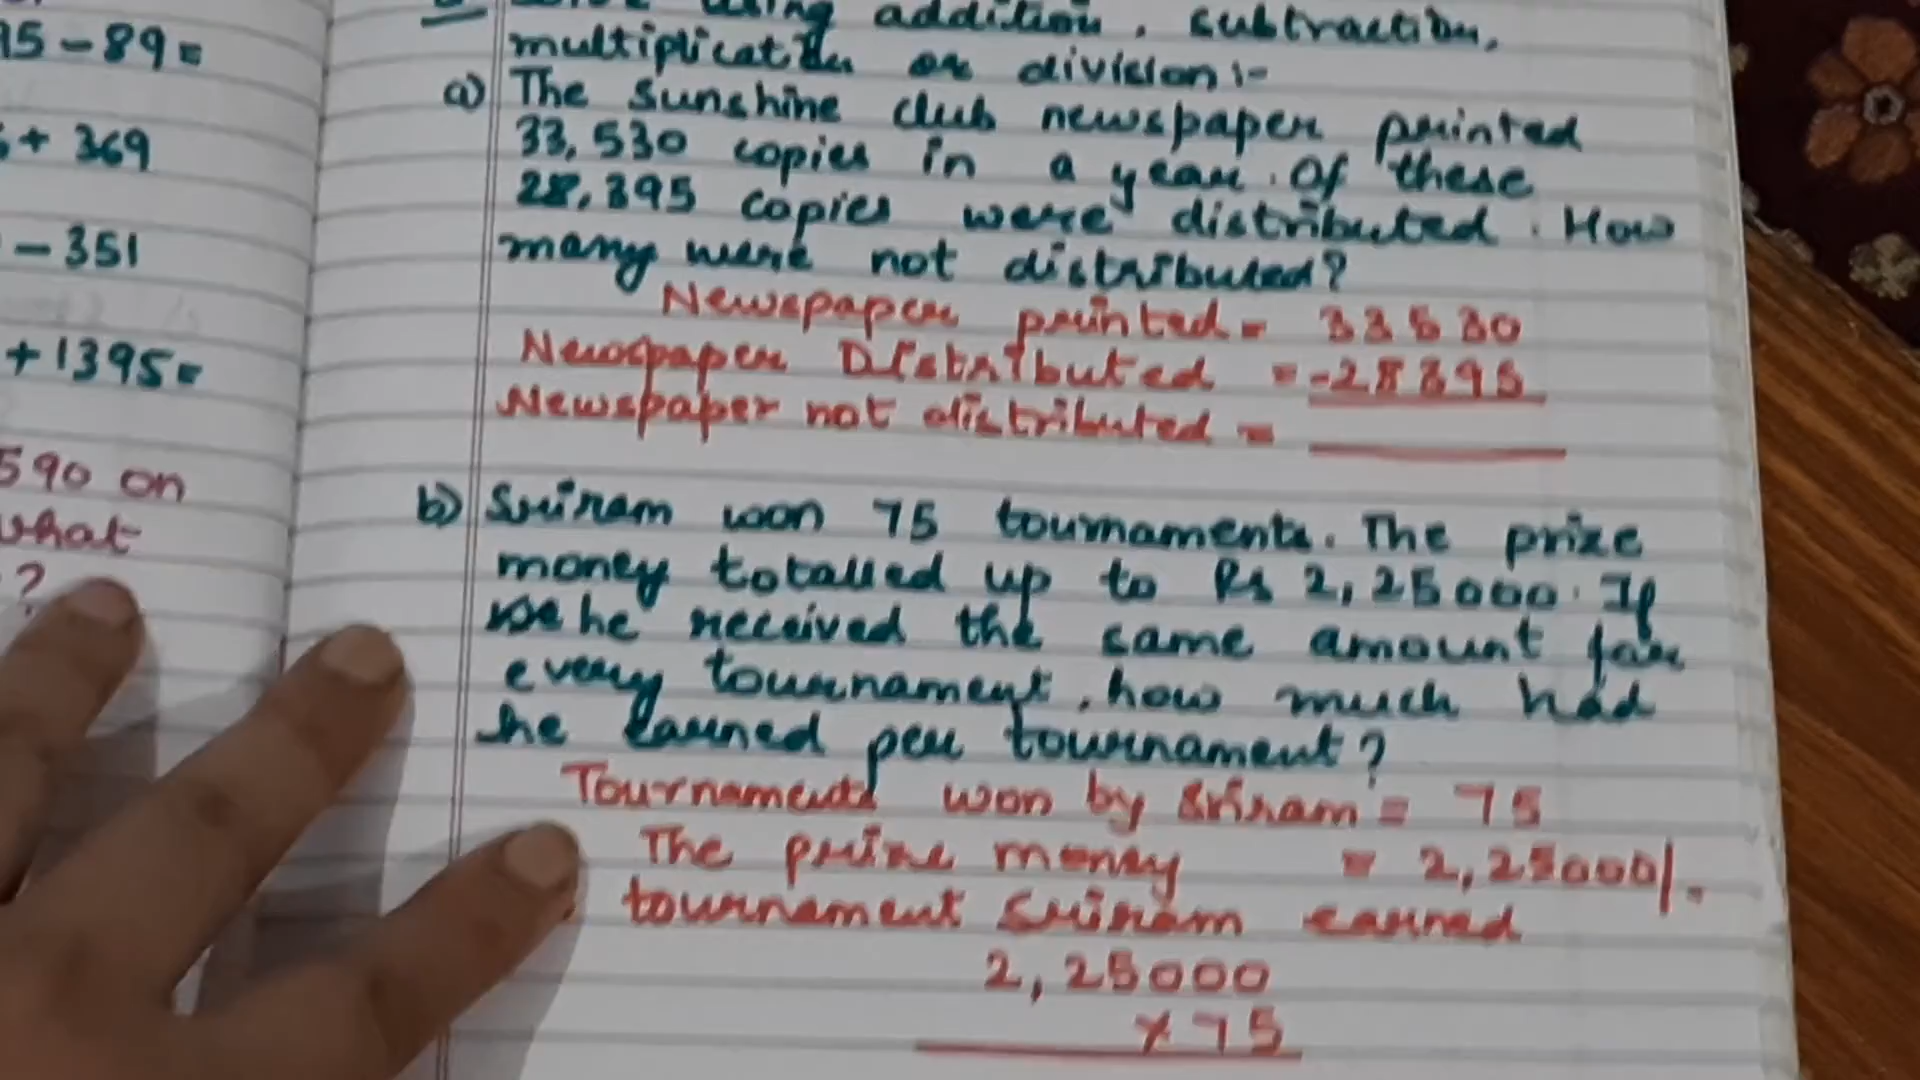 95 - 89 =
+ 369
- 351
+ 1395 =
590 on
what
?
using addition, subtraction,
multiplication or division:-
a) The sunshine club newspaper printed
33,530 copies in a year. Of these
28,395 copies were distributed. How
many were not distributed?
Newspaper printed = 33530
Newspaper Distributed = -28395
Newspaper not distributed =
b) Sriram won 75 tournaments. The prize
money totalled up to Rs 2,25000. If
he received the same amount for
every tournament, how much had
he earned per tournament?
Tournaments won by Sriram = 75
The prize money = 2,25000/.
tournament Sriram earned
2,25000
x 75